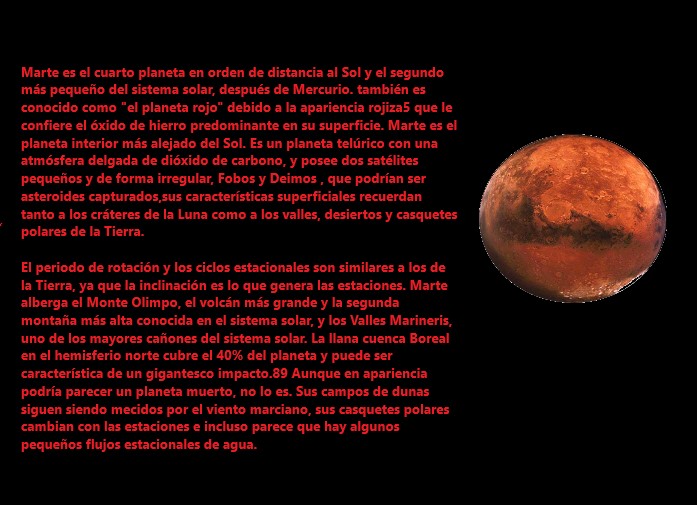 Marte es el cuarto planeta en orden de distancia al Sol y el segundo
más pequeño del sistema solar, después de Mercurio. también es
conocido como "el planeta rojo" debido a la apariencia rojiza5 que le
confiere el óxido de hierro predominante en su superficie. Marte es el
planeta interior más alejado del Sol. Es un planeta telúrico con una
atmósfera delgada de dióxido de carbono, y posee dos satélites
pequeños y de forma irregular, Fobos y Deimos , que podrían ser
asteroides capturados,sus características superficiales recuerdan
tanto a los cráteres de la Luna como a los valles, desiertos y casquetes
polares de la Tierra.
El periodo de rotación y los ciclos estacionales son similares a los de
la Tierra, ya que la inclinación es lo que genera las estaciones. Marte
alberga el Monte Olimpo, el volcán más grande y la segunda
montaña más alta conocida en el sistema solar, y los Valles Marineris,
uno de los mayores cañones del sistema solar. La llana cuenca Boreal
en el hemisferio norte cubre el 40% del planeta y puede ser
característica de un gigantesco impacto.89 Aunque en apariencia
podría parecer un planeta muerto, no lo es. Sus campos de dunas
siguen siendo mecidos por el viento marciano, sus casquetes polares
cambian con las estaciones e incluso parece que hay algunos
pequeños flujos estacionales de agua.